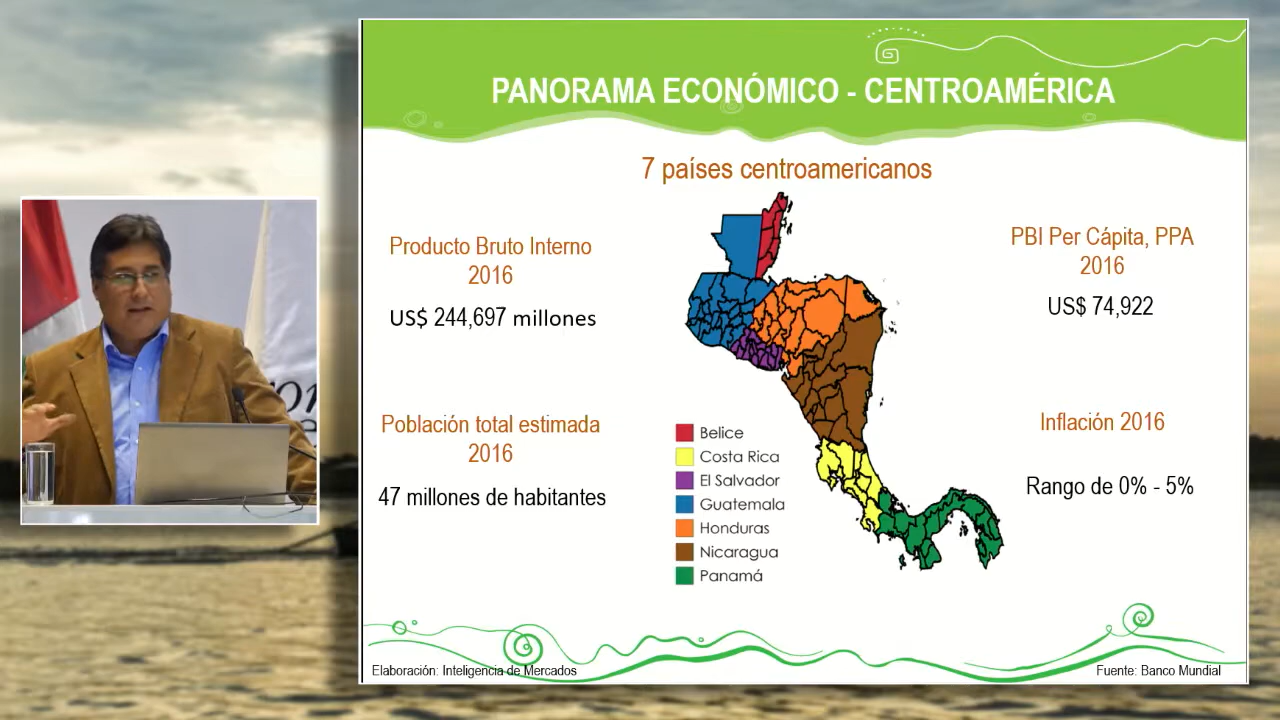 PANORAMA ECONÓMICO - CENTROAMÉRICA
7 países centroamericanos
Producto Bruto Interno
2016
US$ 244,697 millones
PBI Per Cápita, PPA
2016
US$ 74,922
Población total estimada
2016
47 millones de habitantes
Inflación 2016
Rango de 0% - 5%
Belice
Costa Rica
El Salvador
Guatemala
Honduras
Nicaragua
Panamá
Elaboración: Inteligencia de Mercados
Fuente: Banco Mundial